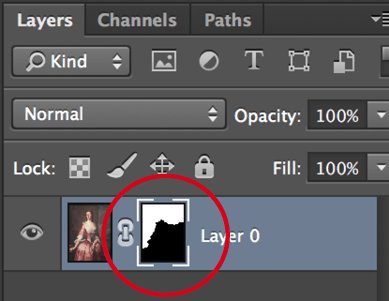 Layers Channels Paths
Kind T
Normal Opacity: 100%
Lock: Fill: 100%
Layer 0